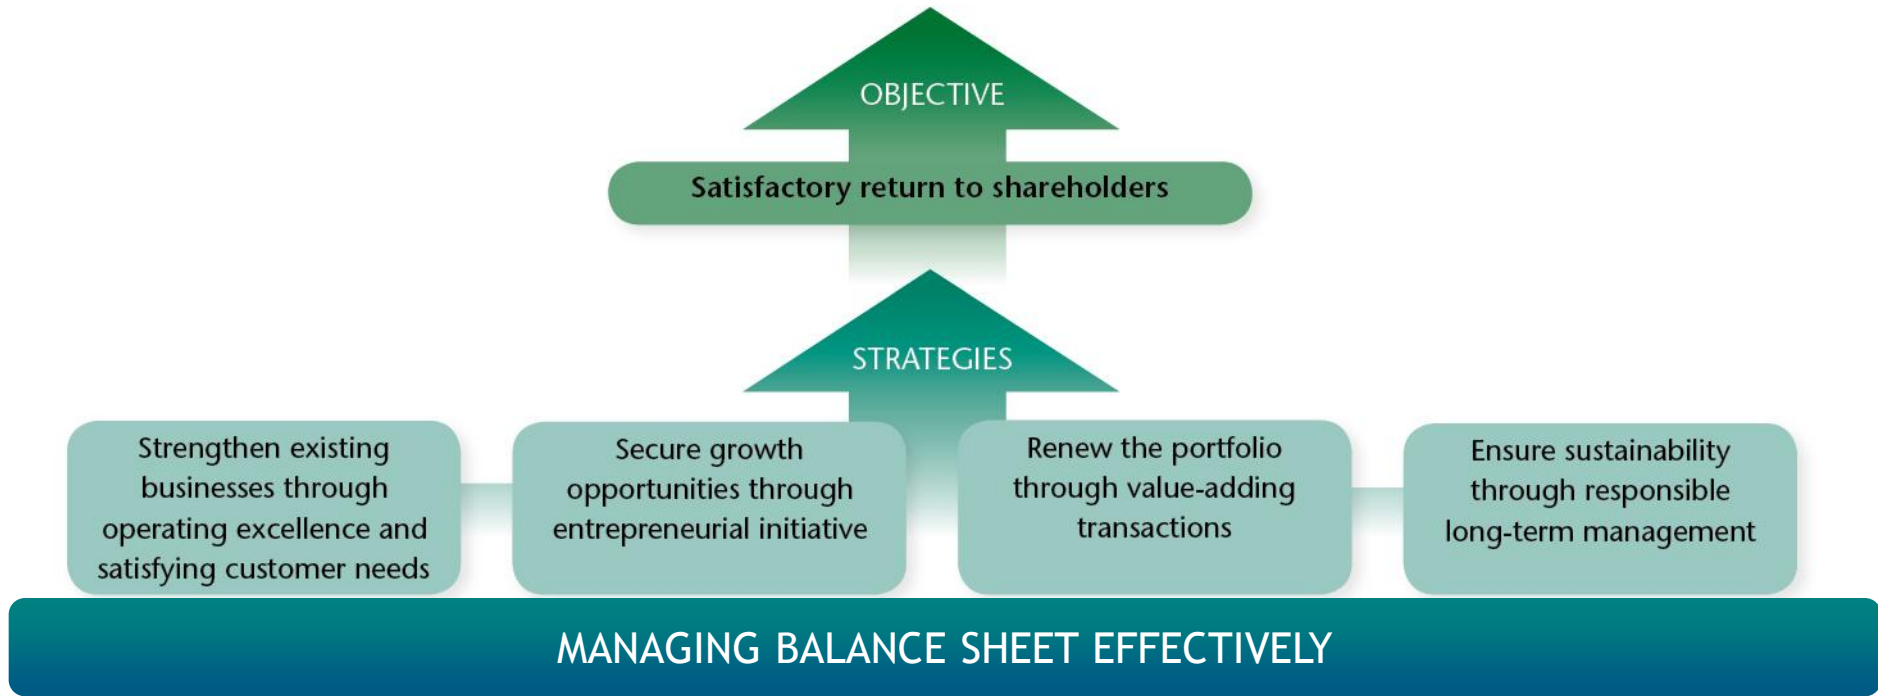 OBJECTIVE
Satisfactory return to shareholders
STRATEGIES
Strengthen existing
businesses through
operating excellence and
satisfying customer needs
Secure growth
opportunities through
entrepreneurial initiative
Renew the portfolio
through value-adding
transactions
Ensure sustainability
through responsible
long-term management
MANAGING BALANCE SHEET EFFECTIVELY